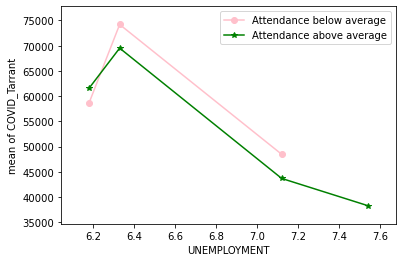 Attendance below average
Attendance above average
75000
70000
65000
60000
55000
50000
45000
40000
35000
mean of COVID_Tarrant
6.2 6.4 6.6 6.8 7.0 7.2 7.4 7.6
UNEMPLOYMENT